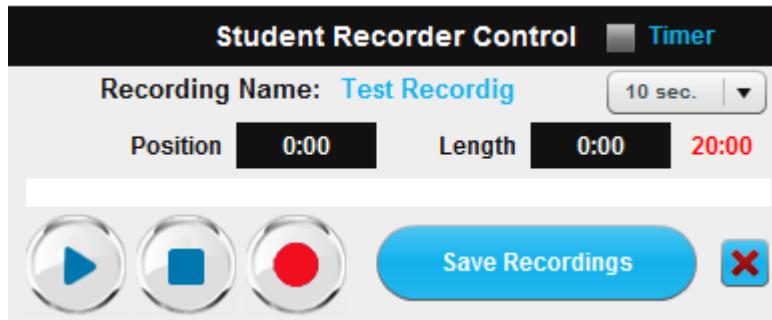 Student Recorder Control Timer
Recording Name: Test Recordig 10 sec.
Position 0:00 Length 0:00 20:00
Save Recordings